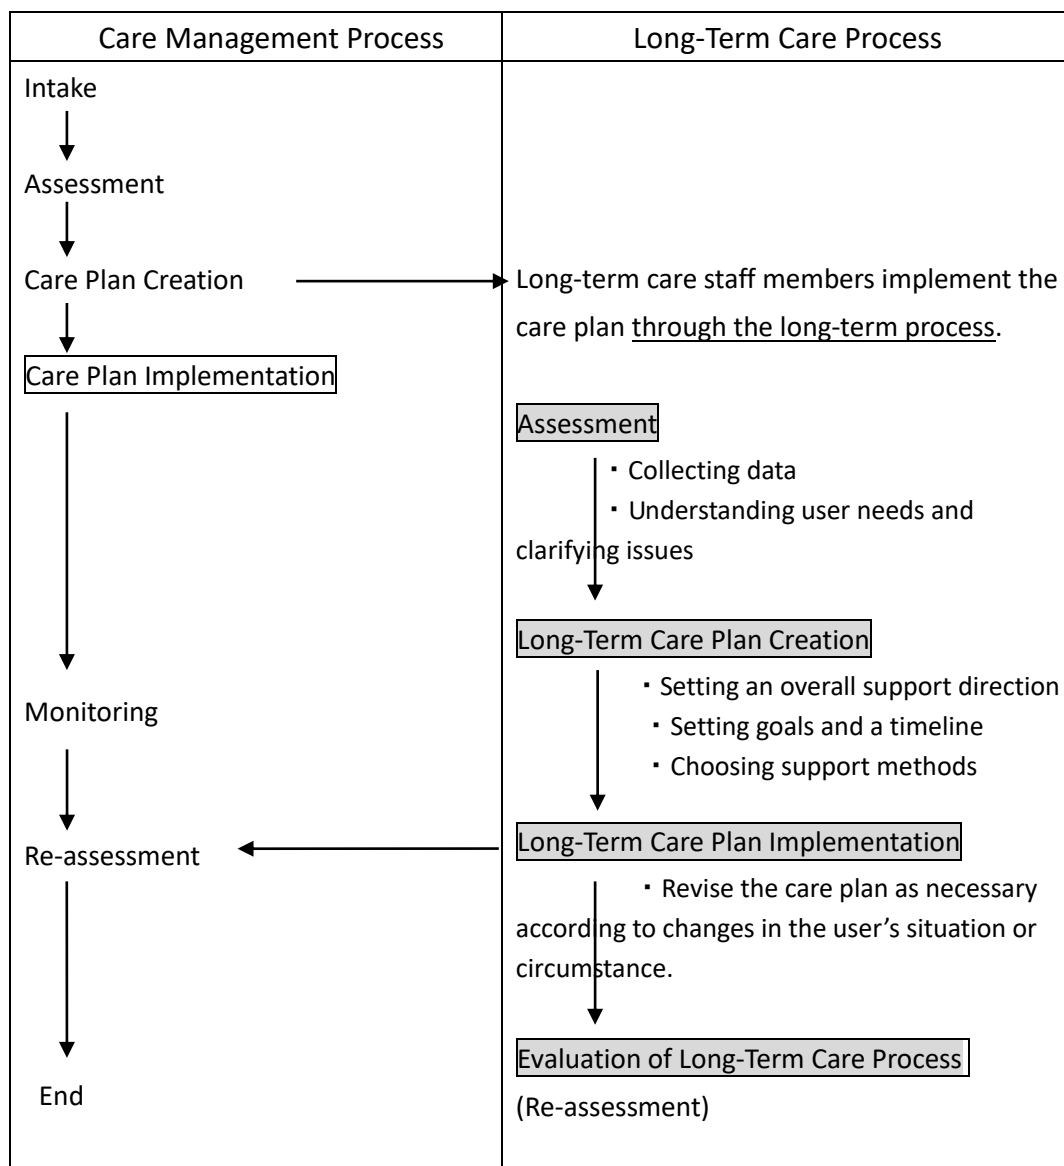 Care Management Process
Long-Term Care Process
Intake
Assessment
Care Plan Creation
Care Plan Implementation
Monitoring
Re-assessment
End
Long-term care staff members implement the
care plan through the long-term process.
Assessment
・Collecting data
・Understanding user needs and
clarifying issues
Long-Term Care Plan Creation
・Setting an overall support direction
・Setting goals and a timeline
・Choosing support methods
Long-Term Care Plan Implementation
・Revise the care plan as necessary
according to changes in the user’s situation or
circumstance.
Evaluation of Long-Term Care Process
(Re-assessment)